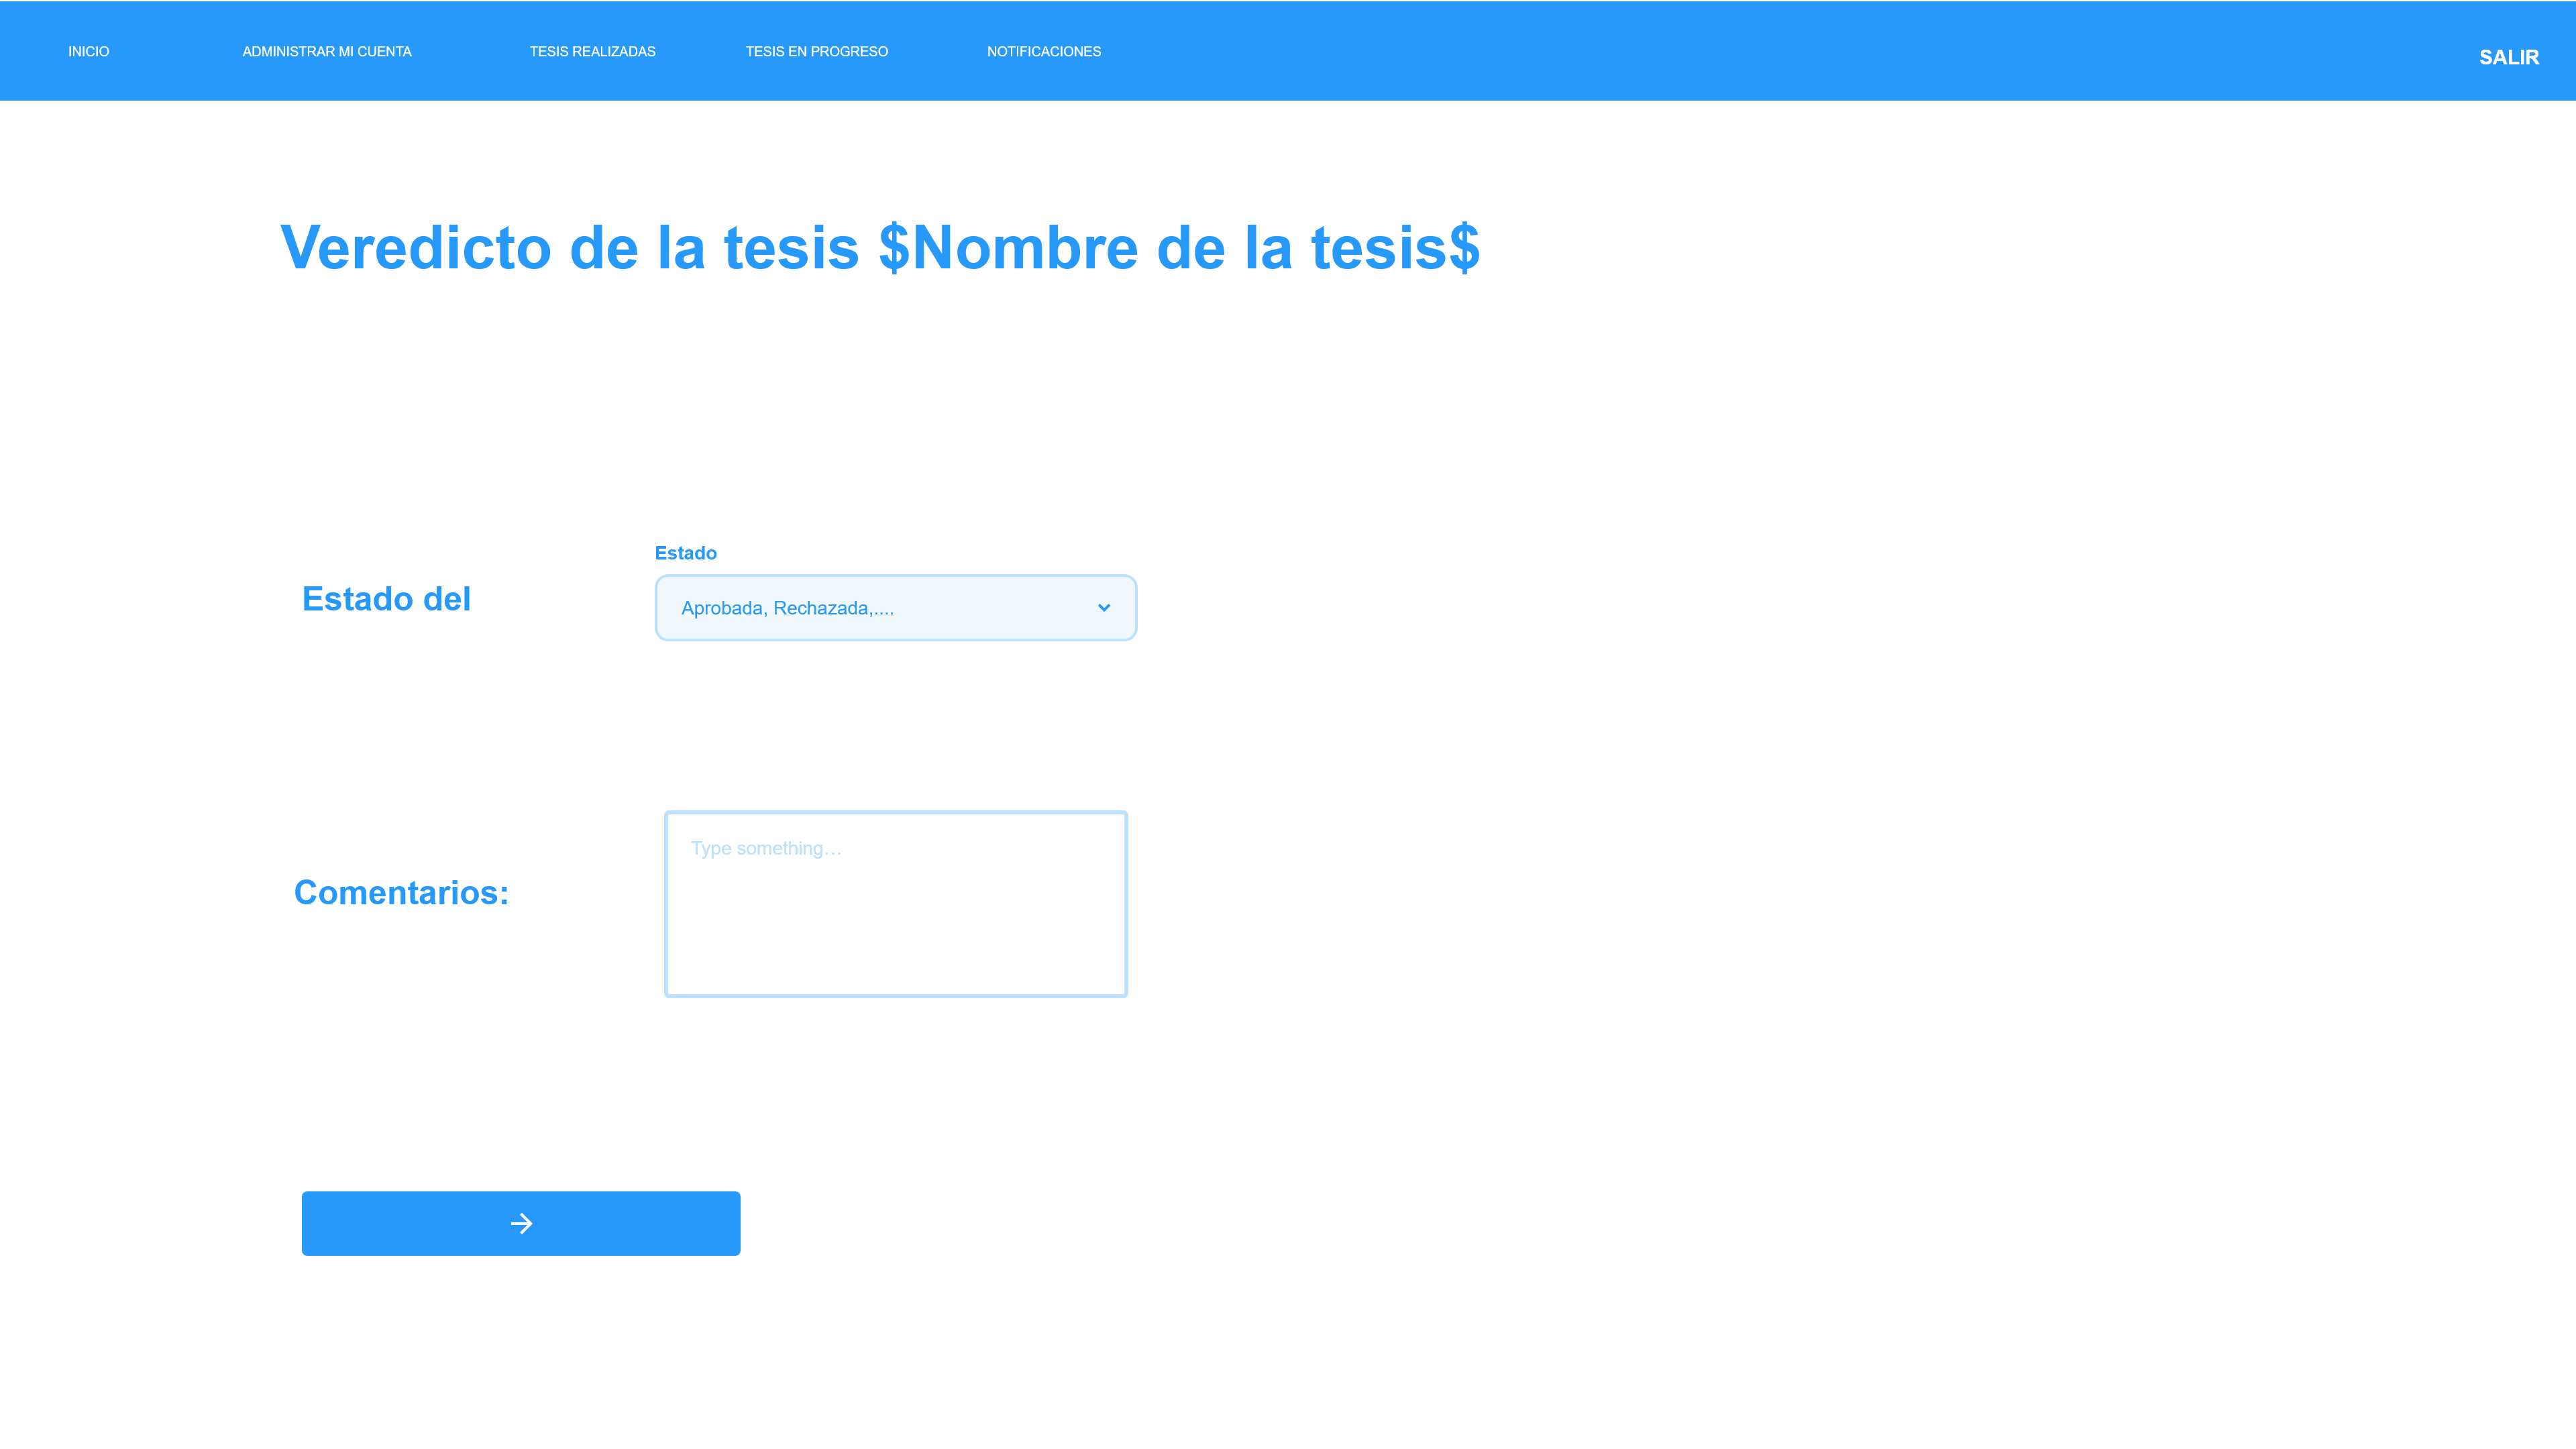 INICIO
ADMINISTRAR MI CUENTA
TESIS REALIZADAS
TESIS EN PROGRESO
NOTIFICACIONES
SALIR
Veredicto de la tesis $Nombre de la tesis$
Estado
Estado del
Aprobada, Rechazada,....
Type something...
Comentarios: